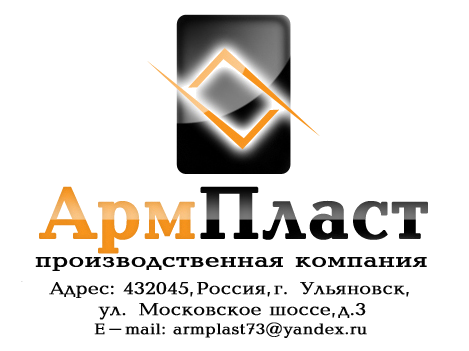 АрмПласт
производственная компания
Адрес: 432045, Россия, г. Ульяновск,
ул. Московское шоссе, д.3
E-mail: armplast73@yandex.ru